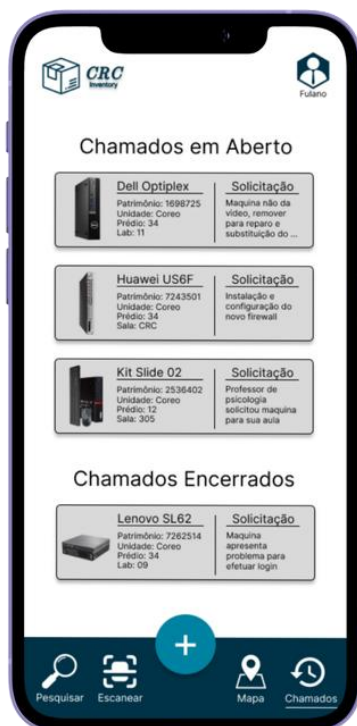 CRC
Inventory
Fulano
Chamados em Aberto
Dell Optiplex
Patrimônio: 1698725
Unidade: Coreo
Prédio: 34
Lab: 11
Solicitação
Maquina não da
vídeo, remover
para reparo e
substituição do ...
Huawei US6F
Patrimônio: 7243501
Unidade: Coreo
Prédio: 34
Sala: CRC
Solicitação
Instalação e
configuração do
novo firewall
Kit Slide 02
Patrimônio: 2536402
Unidade: Coreo
Prédio: 12
Sala: 305
Solicitação
Professor de
psicologia
solicitou maquina
para sua aula
Chamados Encerrados
Lenovo SL62
Patrimônio: 7262514
Unidade: Coreo
Prédio: 34
Lab: 09
Solicitação
Maquina
apresenta
problema para
efetuar login
+
Pesquisar
Escanear
Mapa
Chamados